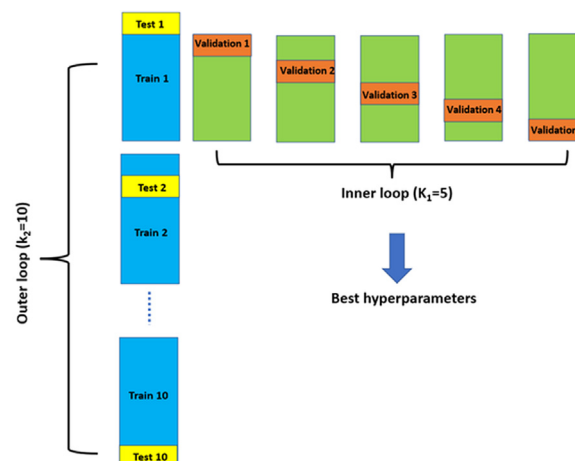 Test 1
Train 1
Validation 1
Validation 2
Validation 3
Validation 4
Validation
Inner loop (K₁=5)
Best hyperparameters
Outer loop (k₂=10)
Test 2
Train 2
Train 10
Test 10